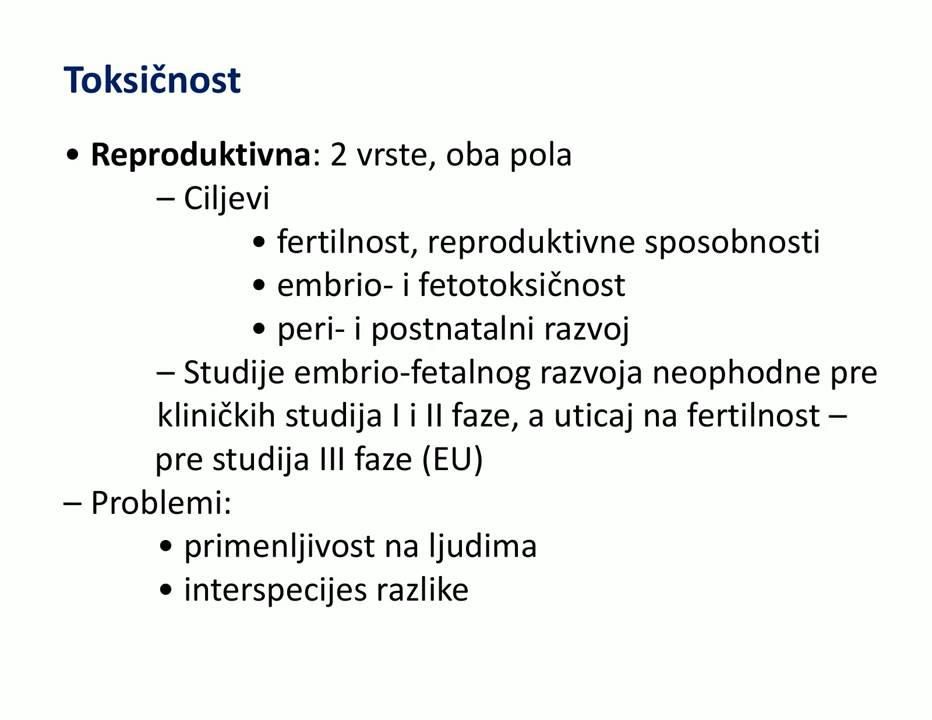 Toksičnost
• Reproduktivna: 2 vrste, oba pola
– Ciljevi
• fertilnost, reproduktivne sposobnosti
• embrio- i fetotoksičnost
• peri- i postnatalni razvoj
– Studije embrio-fetalnog razvoja neophodne pre
kliničkih studija I i II faze, a uticaj na fertilnost –
pre studija III faze (EU)
– Problemi:
• primenljivost na ljudima
• interspecijes razlike